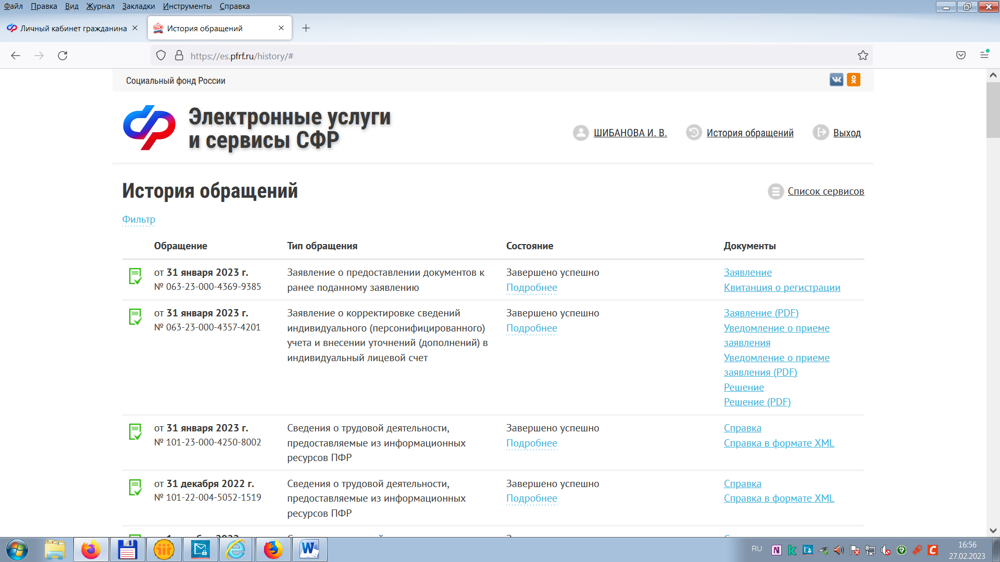 Файл Правка Вид Журнал Закладки Инструменты Справка
Личный кабинет гражданина
История обращений
https://es.pfrf.ru/history/#
Социальный фонд России
Электронные услуги
и сервисы СФР
ШИБАНОВА И. В.
История обращений
Выход
История обращений
Список сервисов
Фильтр
Обращение Тип обращения Состояние Документы
от 31 января 2023 г.
№ 063-23-000-4369-9385
Заявление о предоставлении документов к
ранее поданному заявлению
Завершено успешно
Подробнее
Заявление
Квитанция о регистрации
от 31 января 2023 г.
№ 063-23-000-4357-4201
Заявление о корректировке сведений
индивидуального (персонифицированного)
учета и внесении уточнений (дополнений) в
индивидуальный лицевой счет
Завершено успешно
Подробнее
Заявление (PDF)
Уведомление о приеме
заявления
Уведомление о приеме
заявления (PDF)
Решение
Решение (PDF)
от 31 января 2023 г.
№ 101-23-000-4250-8002
Сведения о трудовой деятельности,
предоставляемые из информационных
ресурсов ПФР
Завершено успешно
Подробнее
Справка
Справка в формате XML
от 31 декабря 2022 г.
№ 101-22-004-5052-1519
Сведения о трудовой деятельности,
предоставляемые из информационных
ресурсов ПФР
Завершено успешно
Подробнее
Справка
Справка в формате XML
RU
16:56
27.02.2023